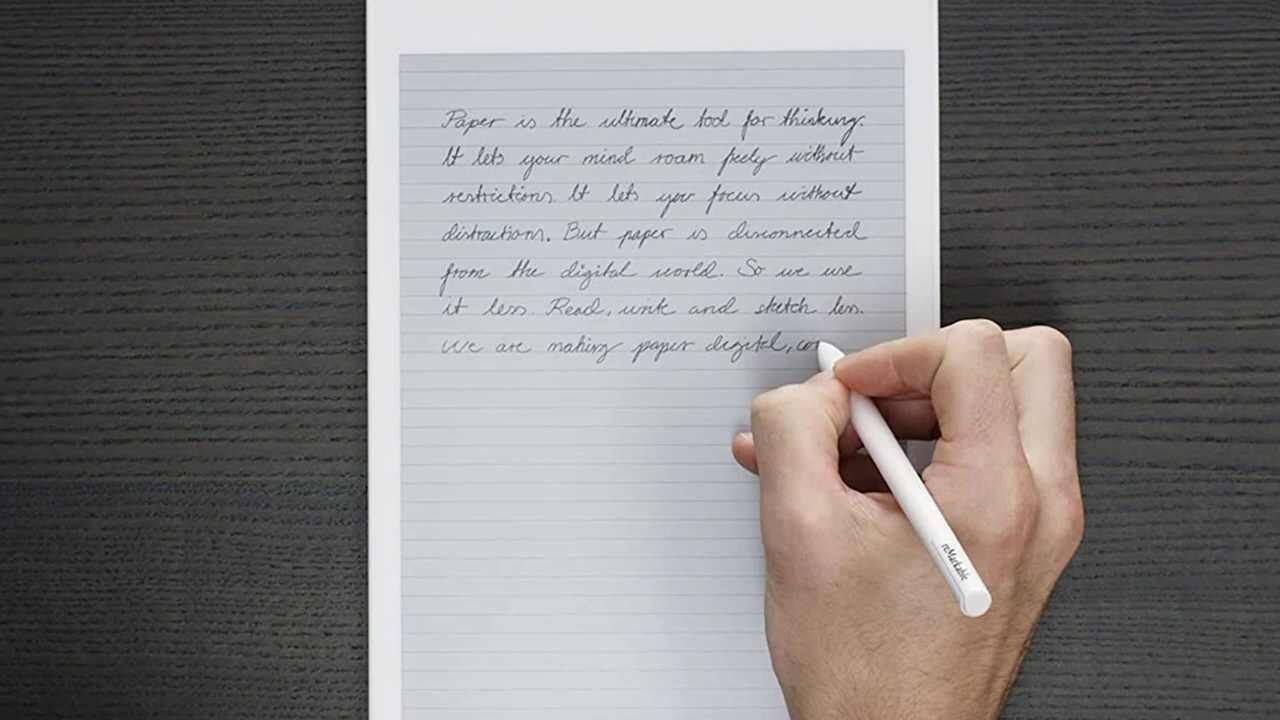 Paper is the ultimate tool for thinking.
It lets your mind roam freely without
restrictions. It lets you focus without
distractions. But paper is disconnected
from the digital world. So we use
it less. Read, write and sketch less.
We are making paper digital,
reMarkable